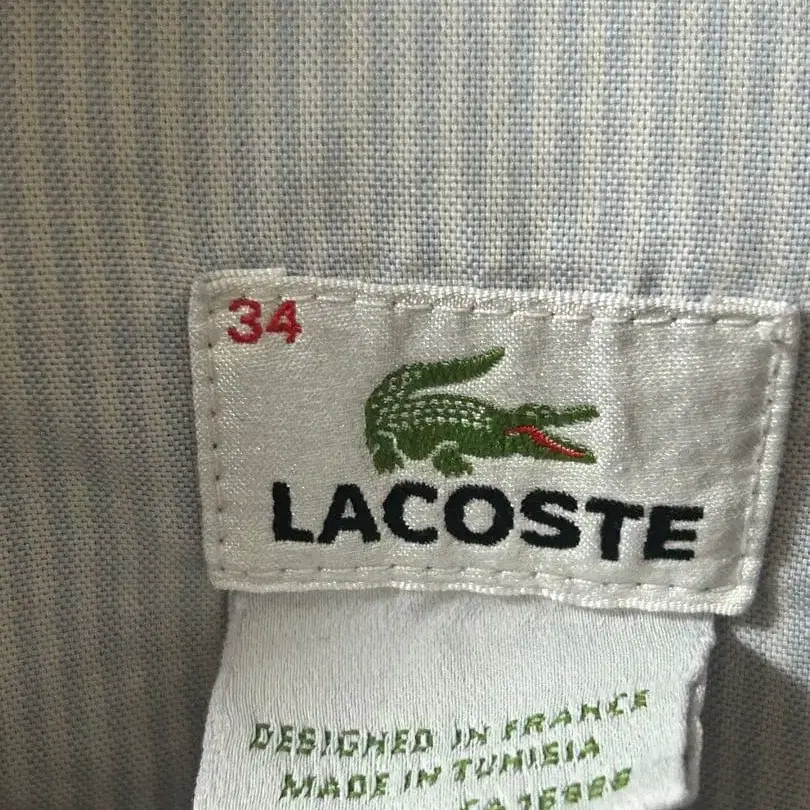 34
LACOSTE
DESIGNED IN FRANCE
MADE IN TUNISIA